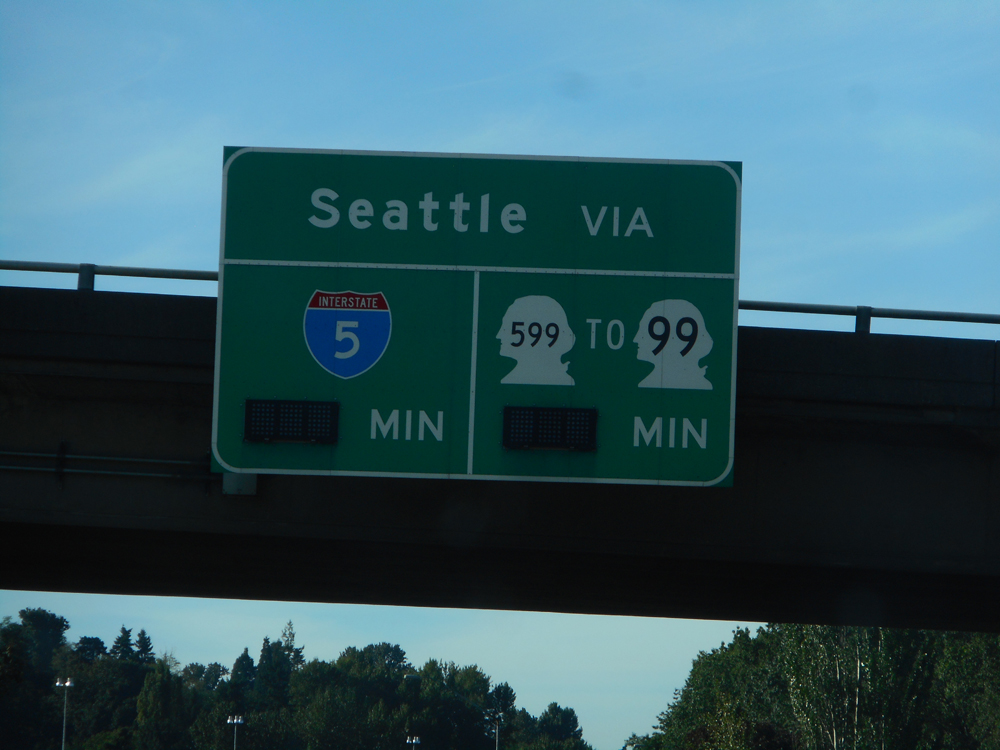 Seattle VIA
INTERSTATE
5
MIN
599 TO 99
MIN